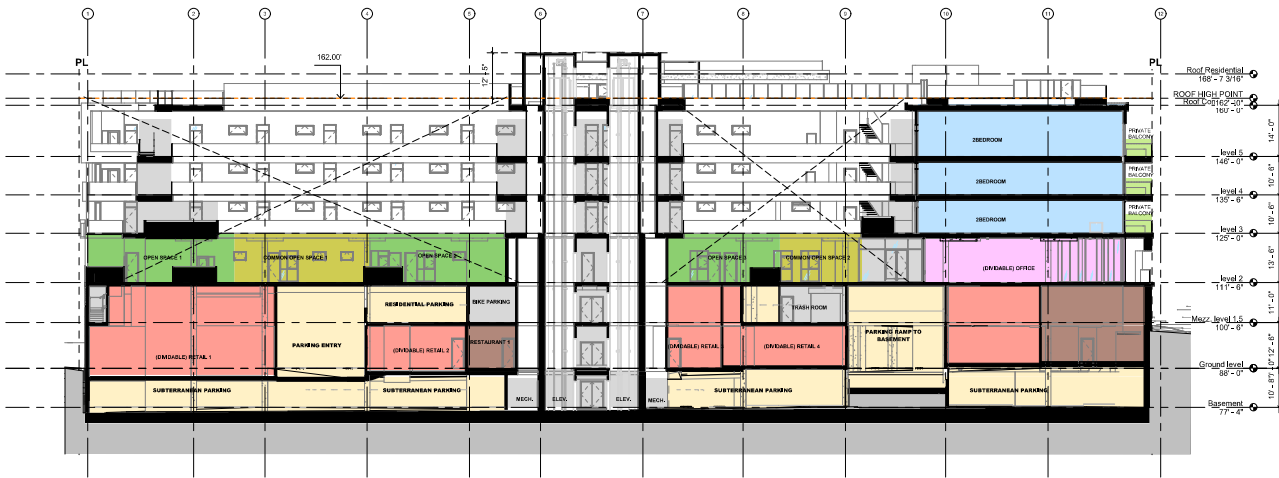 1 2 3 4 5 6 7 8 9 10 11 12
PL
162.00'
12' - 5"
PL
Roof Residential
168' - 7 3/16"
ROOF HIGH POINT
162' -0"
160' - 0"
14' - 0"
2BEDROOM
PRIVATE
BALCONY
level 5
146' - 0"
10' - 6"
2BEDROOM
PRIVATE
BALCONY
level 4
135' - 6"
10' - 6"
2BEDROOM
PRIVATE
BALCONY
level 3
125' - 0"
13' - 6"
OPEN SPACE 1
COMMON OPEN SPACE 1
OPEN SPACE 2
OPEN SPACE 3
COMMON OPEN SPACE 2
(DIVIDABLE) OFFICE
level 2
111' - 6"
11' - 0"
RESIDENTIAL PARKING
BIKE PARKING
TRASH ROOM
Mezz. level 1.5
100' - 6"
12' 6"
(DIVIDABLE) RETAIL 1
PARKING ENTRY
(DIVIDABLE) RETAIL 2
RESTAURANT 1
(DIVIDABLE) RETAIL
(DIVIDABLE) RETAIL 4
PARKING RAMP TO
BASEMENT
Ground level
88' - 0"
SUBTERRANEAN PARKING
SUBTERRANEAN PARKING
MECH.
ELEV.
ELEV.
MECH.
SUBTERRANEAN PARKING
SUBTERRANEAN PARKING
Basement
77' - 4"